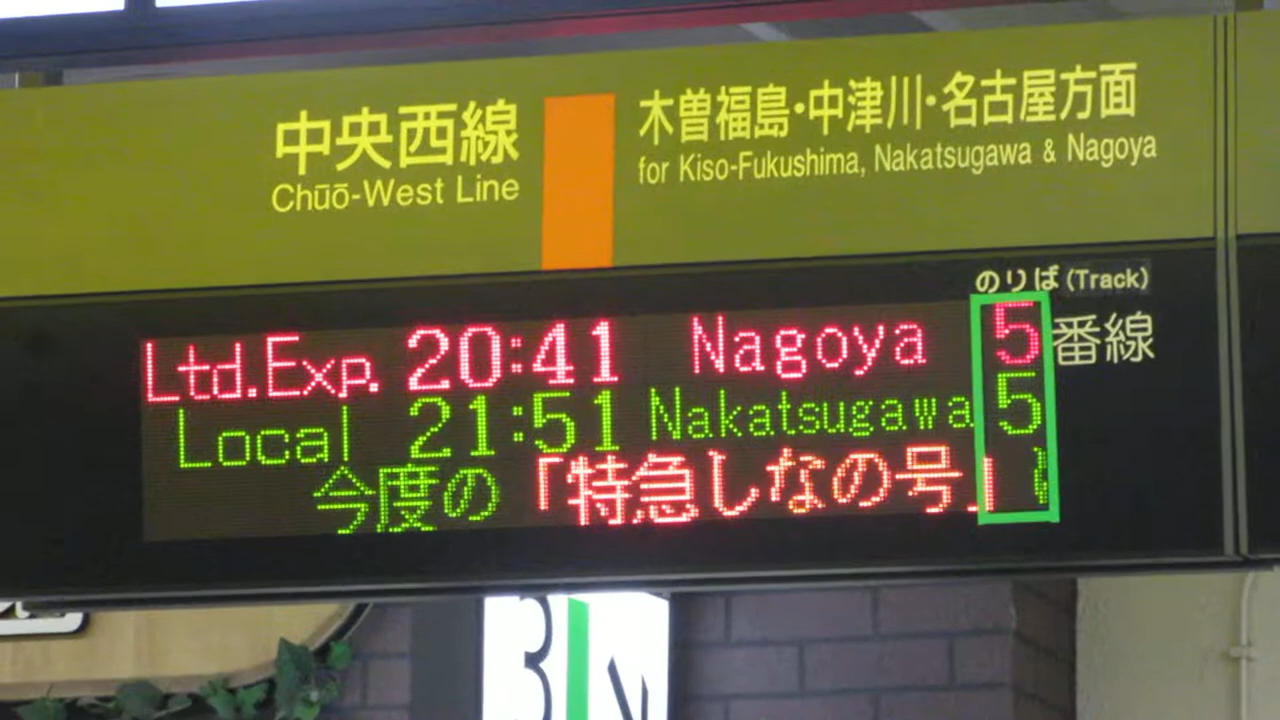 中央西線
Chūō-West Line
木曽福島・中津川・名古屋方面
for Kiso-Fukushima, Nakatsugawa & Nagoya
のりば (Track)
Ltd.Exp. 20:41 Nagoya 5 番線
Local 21:51 Nakatsugawa 5
今度の「特急しなの号」
3